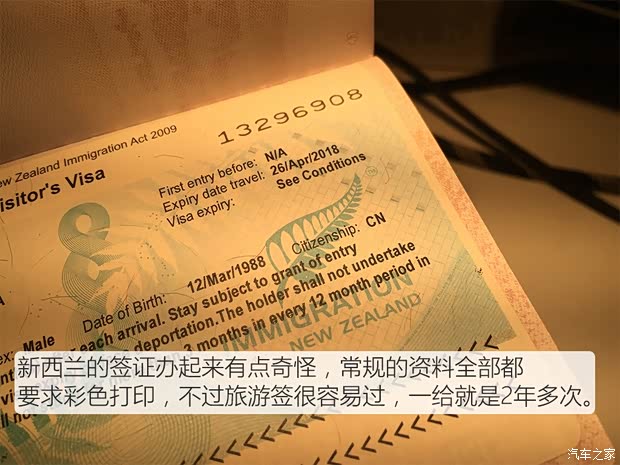 13296908
New Zealand Immigration Act 2009
isitor's Visa
First entry before: N/A
Expiry date travel: 26/Apr/2018
Visa expiry: See Conditions
Citizenship: CN
Date of Birth: 12/Mar/1988
ex: Male
each arrival. Stay subject to grant of entry
deportation.The holder shall not undertake
3 months in every 12 month period in
IMMIGRATION
NEW ZEALAND
新西兰的签证办起来有点奇怪，常规的资料全部都
要求彩色打印，不过旅游签很容易过，一给就是2年多次。
汽车之家